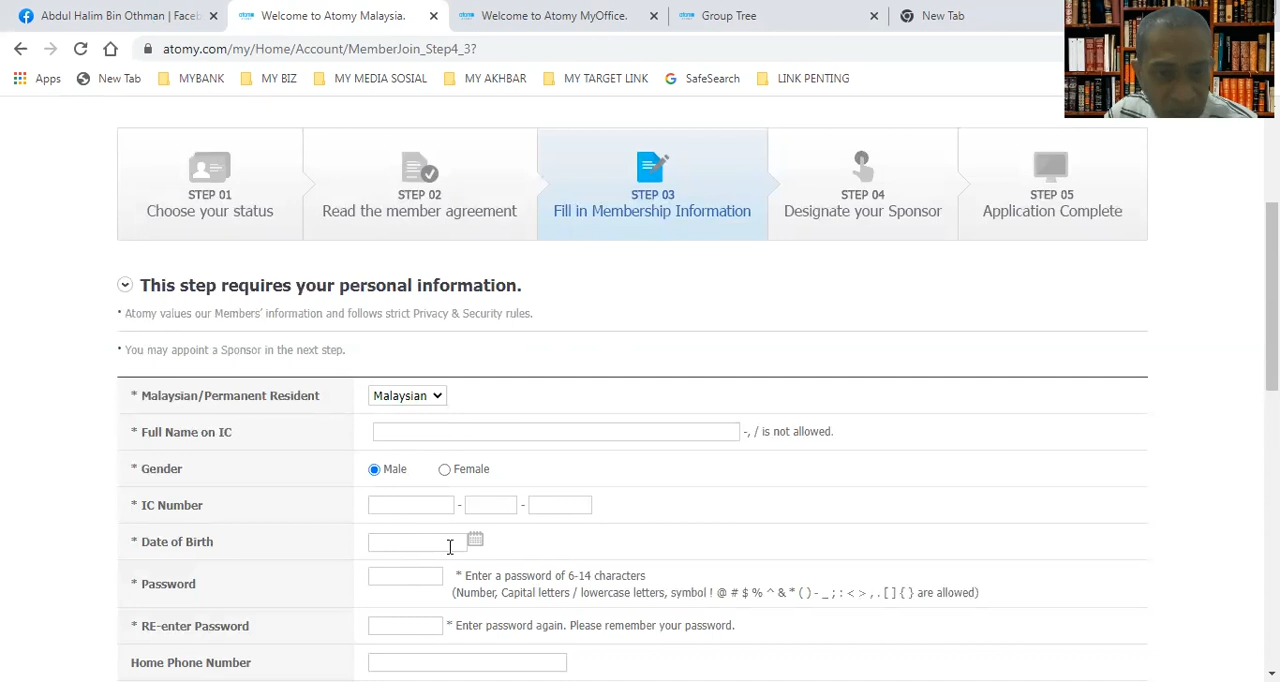 Abdul Halim Bin Othman | Faceb
Welcome to Atomy Malaysia.
Welcome to Atomy MyOffice.
Group Tree
New Tab
atomy.com/my/Home/Account/MemberJoin_Step4_3?
Apps
New Tab
MYBANK
MY BIZ
MY MEDIA SOSIAL
MY AKHBAR
MY TARGET LINK
SafeSearch
LINK PENTING
STEP 01
Choose your status
STEP 02
Read the member agreement
STEP 03
Fill in Membership Information
STEP 04
Designate your Sponsor
STEP 05
Application Complete
This step requires your personal information.
• Atomy values our Members' information and follows strict Privacy & Security rules.
• You may appoint a Sponsor in the next step.
* Malaysian/Permanent Resident Malaysian
* Full Name on IC -, / is not allowed.
* Gender Male Female
* IC Number - -
* Date of Birth
* Password * Enter a password of 6-14 characters
(Number, Capital letters / lowercase letters, symbol ! @ # $ % ^ & * ( ) - _ ; : < > , . [ ] { } are allowed)
* RE-enter Password * Enter password again. Please remember your password.
Home Phone Number